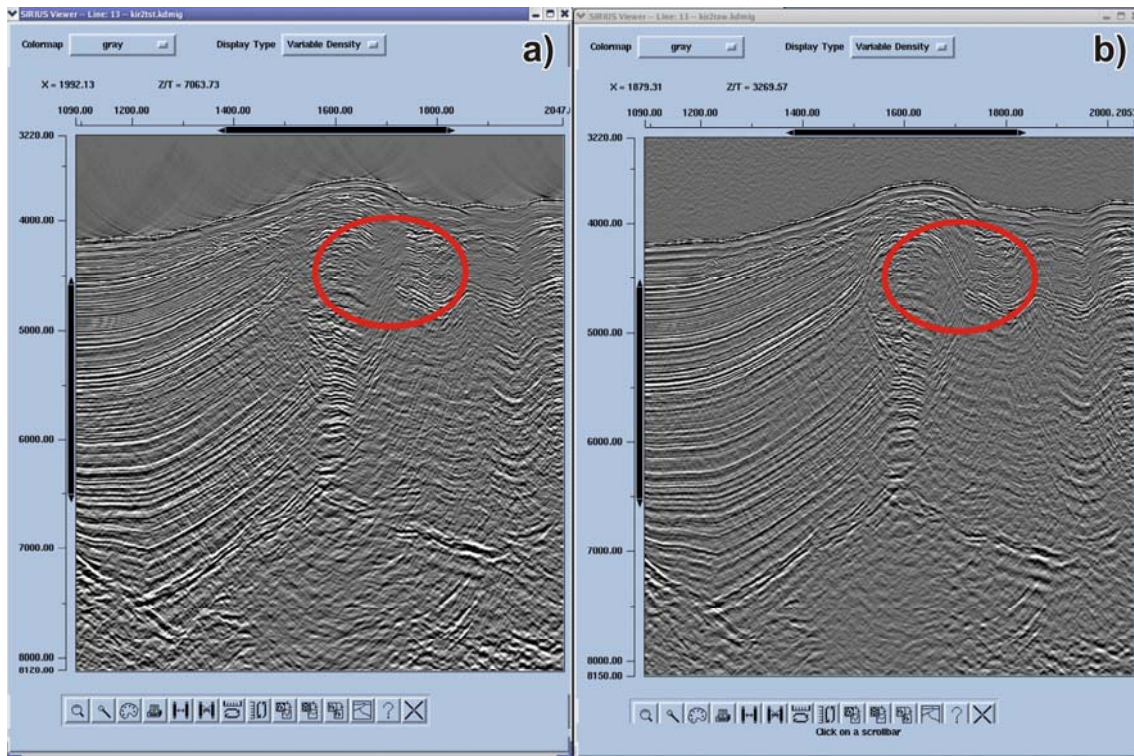 SIRIUS Viewer -- Line: 13 -- kir2tst.kdmig
Colormap gray Display Type Variable Density a)
X = 1992.13 Z/T = 7063.73
1090.00 1200.00 1400.00 1600.00 1800.00 2047.
3220.00
4000.00
5000.00
6000.00
7000.00
8000.00
8120.00
SIRIUS Viewer -- Line: 13 -- kir2raw.kdmig
Colormap gray Display Type Variable Density b)
X = 1879.31 Z/T = 3269.57
1090.00 1200.00 1400.00 1600.00 1800.00 2000.
3220.00
4000.00
5000.00
6000.00
7000.00
8000.00
8150.00
Click on a scrollbar